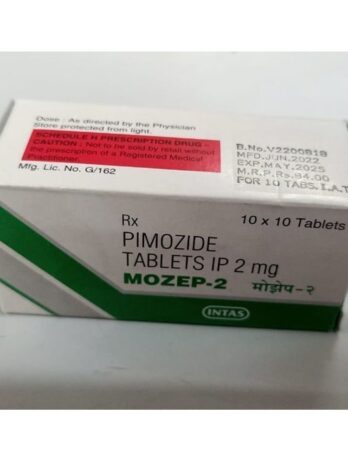 Dose : As directed by the Physician
Store protected from light.
SCHEDULE H PRESCRIPTION DRUG -
CAUTION : Not to be sold by retail without
the prescription of a Registered Medical
Practitioner.
Mfg. Lic. No. G/162
B.No.V2200818
MFD.JUN.2022
EXP.MAY.2025
M.R.P.Rs.84.00
FOR 10 TABS.I.A.T
Rx
10 x 10 Tablets
PIMOZIDE
TABLETS IP 2 mg
MOZEP-2 मोझेप-२
INTAS